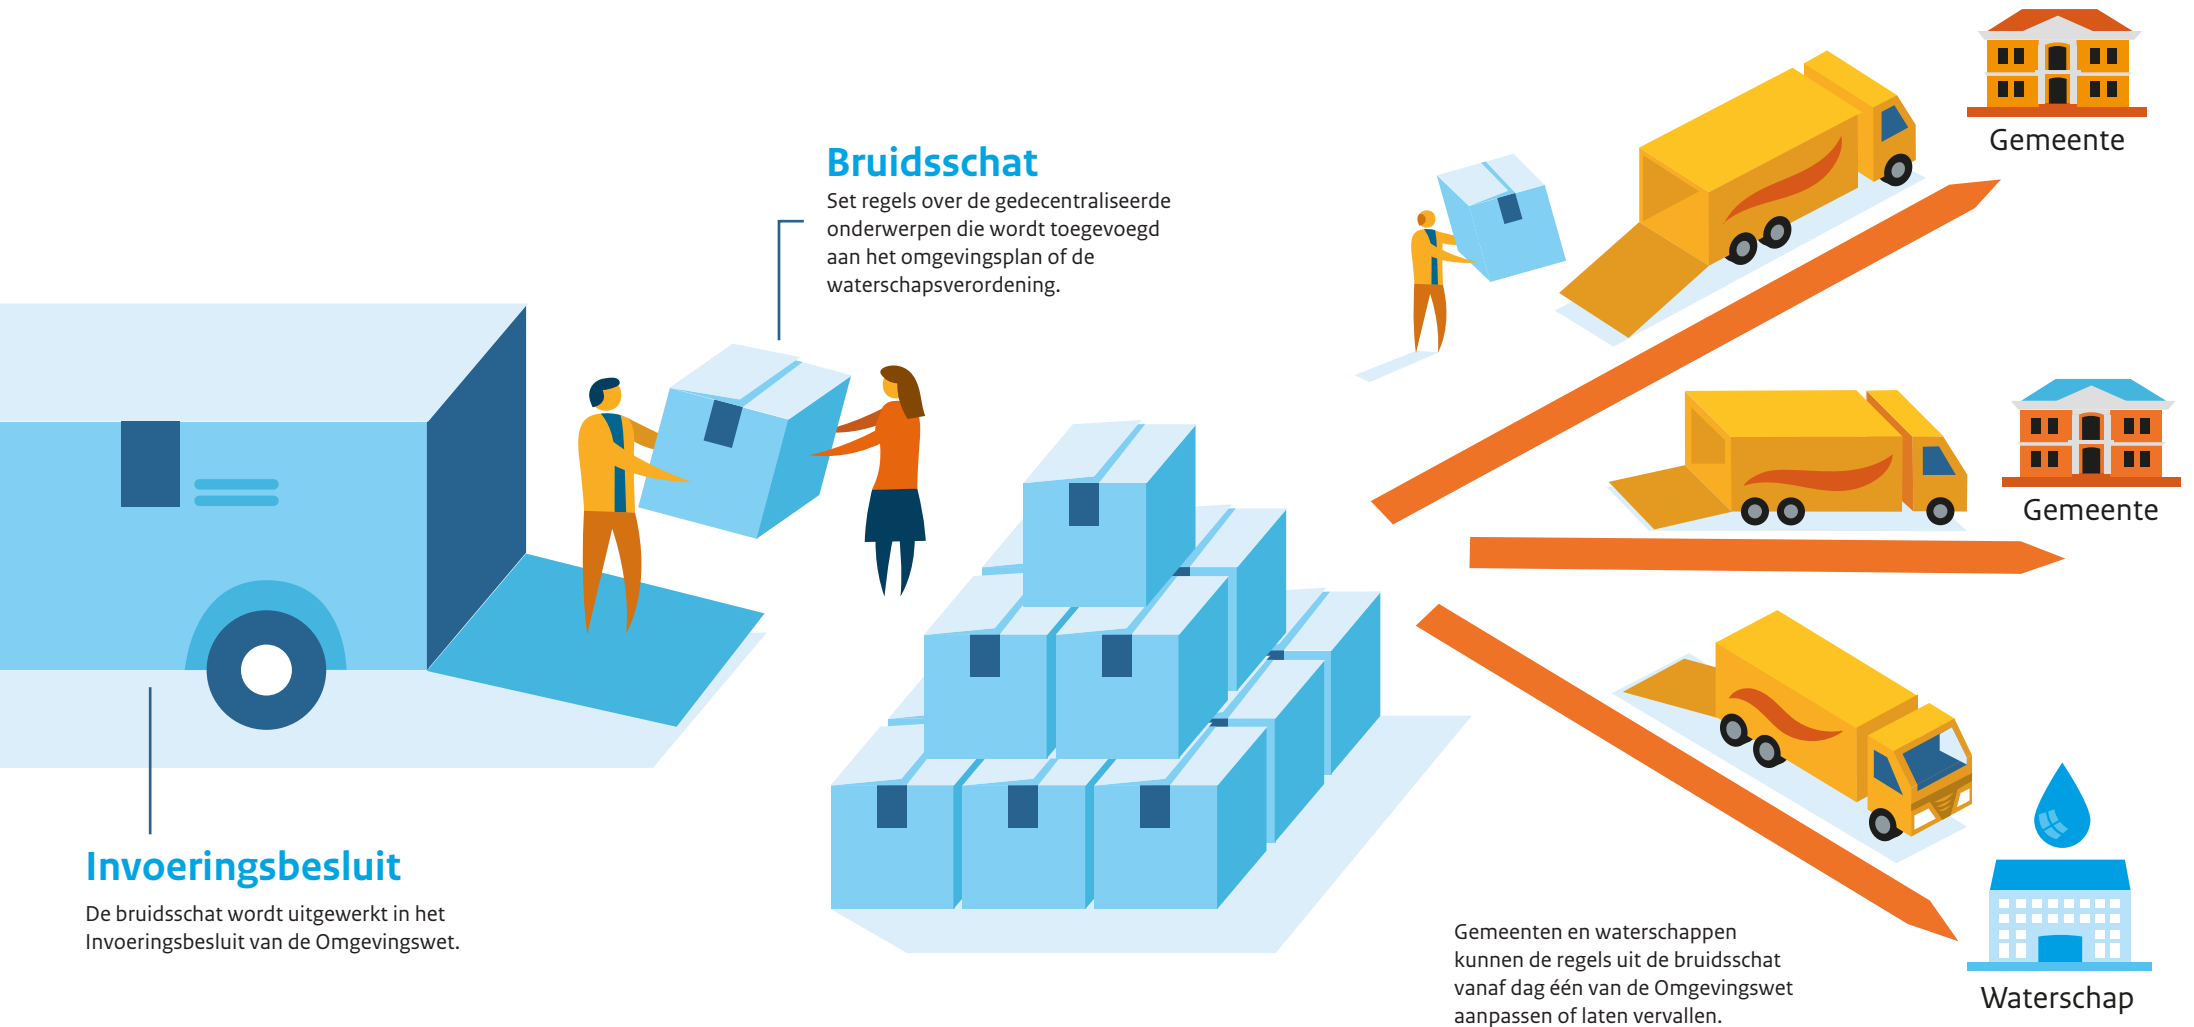 Bruidsschat
Set regels over de gedecentraliseerde
onderwerpen die wordt toegevoegd
aan het omgevingsplan of de
waterschapsverordening.
Invoeringsbesluit
De bruidsschat wordt uitgewerkt in het
Invoeringsbesluit van de Omgevingswet.
Gemeente
Gemeente
Gemeenten en waterschappen
kunnen de regels uit de bruidsschat
vanaf dag één van de Omgevingswet
aanpassen of laten vervallen.
Waterschap